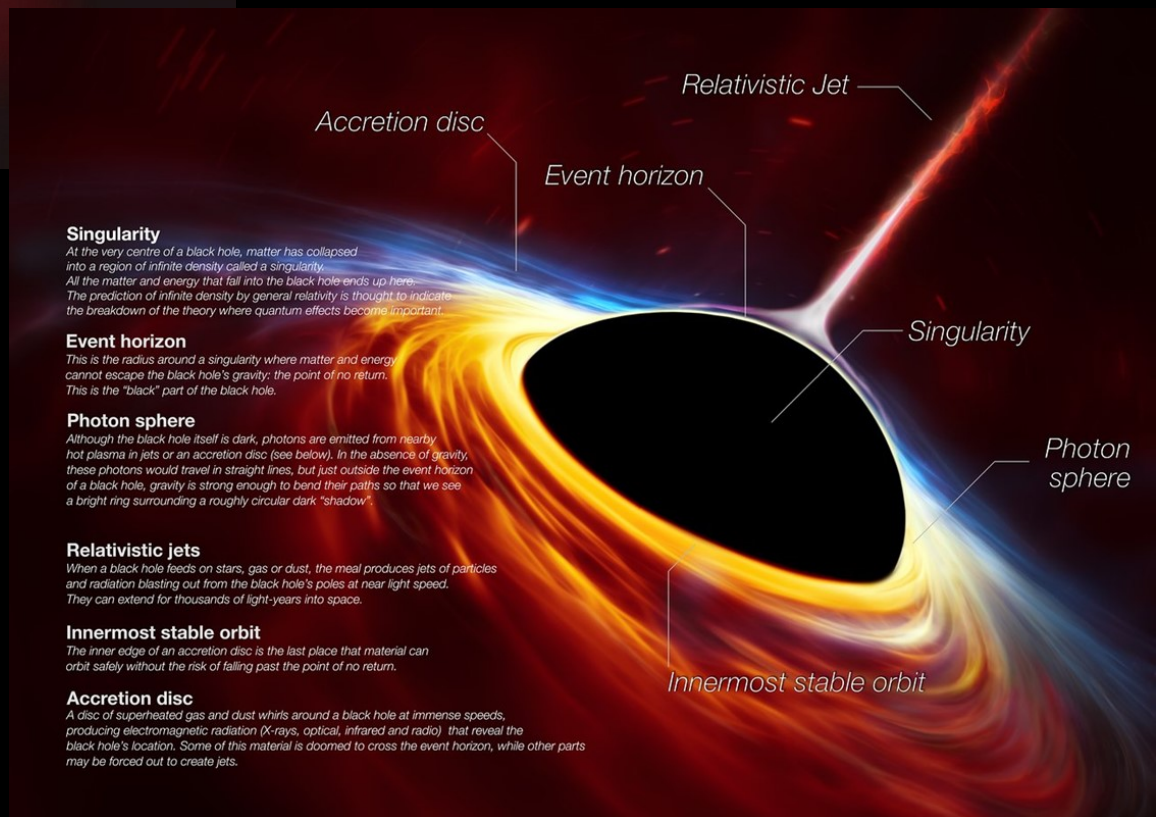 Relativistic Jet
Accretion disc
Event horizon
Singularity
Photon
sphere
Innermost stable orbit
Singularity
At the very centre of a black hole, matter has collapsed
into a region of infinite density called a singularity.
All the matter and energy that fall into the black hole ends up here.
The prediction of infinite density by general relativity is thought to indicate
the breakdown of the theory where quantum effects become important.
Event horizon
This is the radius around a singularity where matter and energy
cannot escape the black hole's gravity: the point of no return.
This is the "black" part of the black hole.
Photon sphere
Although the black hole itself is dark, photons are emitted from nearby
hot plasma in jets or an accretion disc (see below). In the absence of gravity,
these photons would travel in straight lines, but just outside the event horizon
of a black hole, gravity is strong enough to bend their paths so that we see
a bright ring surrounding a roughly circular dark "shadow".
Relativistic jets
When a black hole feeds on stars, gas or dust, the meal produces jets of particles
and radiation blasting out from the black hole's poles at near light speed.
They can extend for thousands of light-years into space.
Innermost stable orbit
The inner edge of an accretion disc is the last place that material can
orbit safely without the risk of falling past the point of no return.
Accretion disc
A disc of superheated gas and dust whirls around a black hole at immense speeds,
producing electromagnetic radiation (X-rays, optical, infrared and radio) that reveal the
black hole's location. Some of this material is doomed to cross the event horizon, while other parts
may be forced out to create jets.